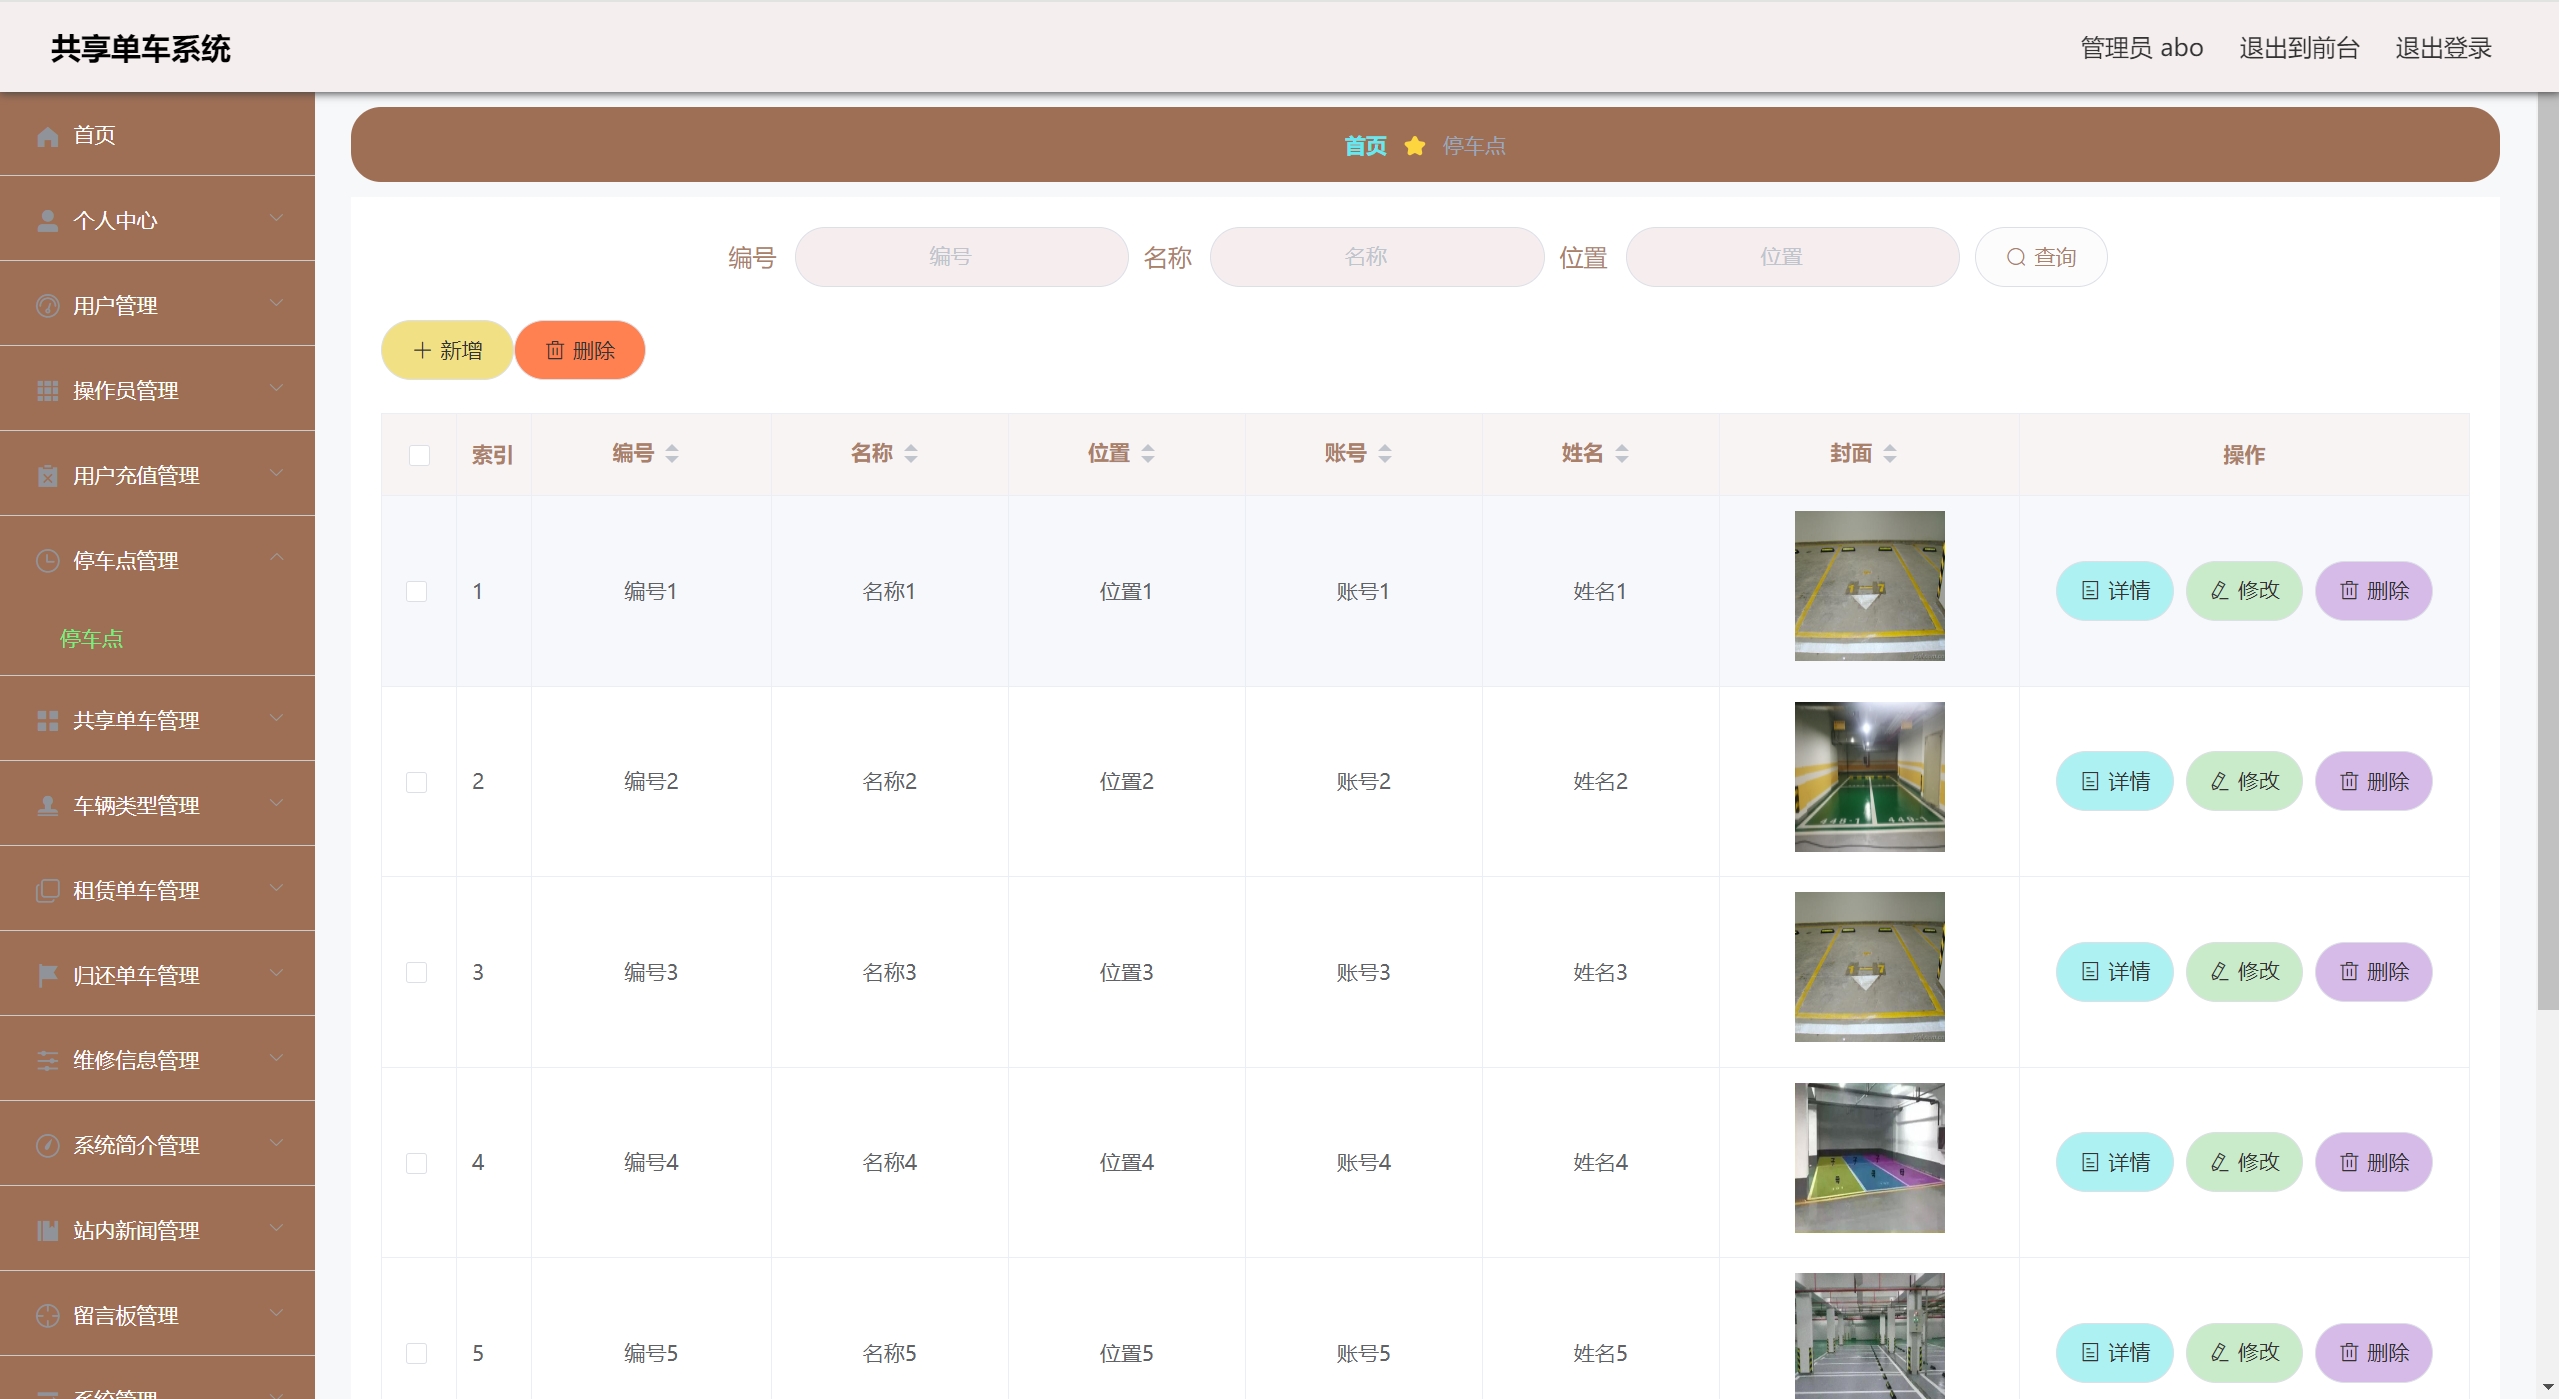 共享单车系统
管理员 abo 退出到前台 退出登录
首页
个人中心
用户管理
操作员管理
用户充值管理
停车点管理
停车点
共享单车管理
车辆类型管理
租赁单车管理
归还单车管理
维修信息管理
系统简介管理
站内新闻管理
留言板管理
系统管理
首页 停车点
编号 编号 名称 名称 位置 位置 查询
新增 删除
索引 编号 名称 位置 账号 姓名 封面 操作
1 编号1 名称1 位置1 账号1 姓名1 详情 修改 删除
2 编号2 名称2 位置2 账号2 姓名2 详情 修改 删除
3 编号3 名称3 位置3 账号3 姓名3 详情 修改 删除
4 编号4 名称4 位置4 账号4 姓名4 详情 修改 删除
5 编号5 名称5 位置5 账号5 姓名5 详情 修改 删除